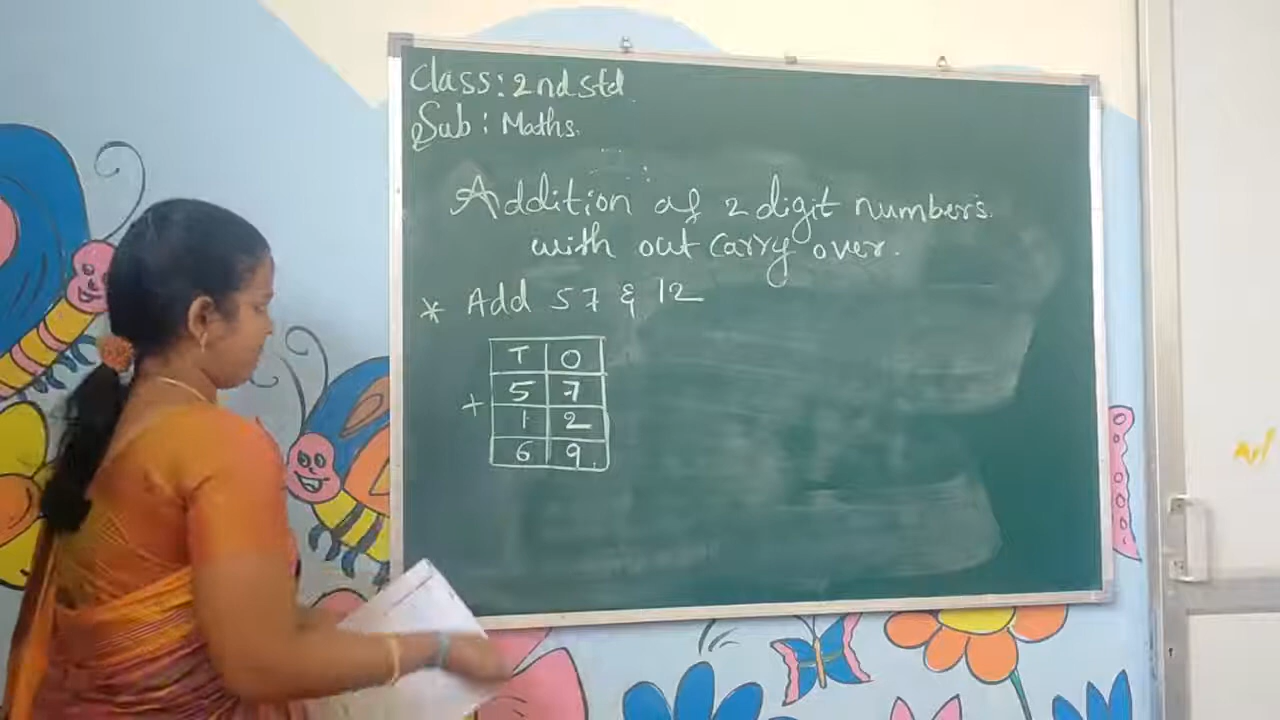 Class: 2nd std
Sub: Maths.
Addition of 2 digit numbers.
with out carry over.
* Add 57 & 12
T O
5 7
+ 1 2
6 9